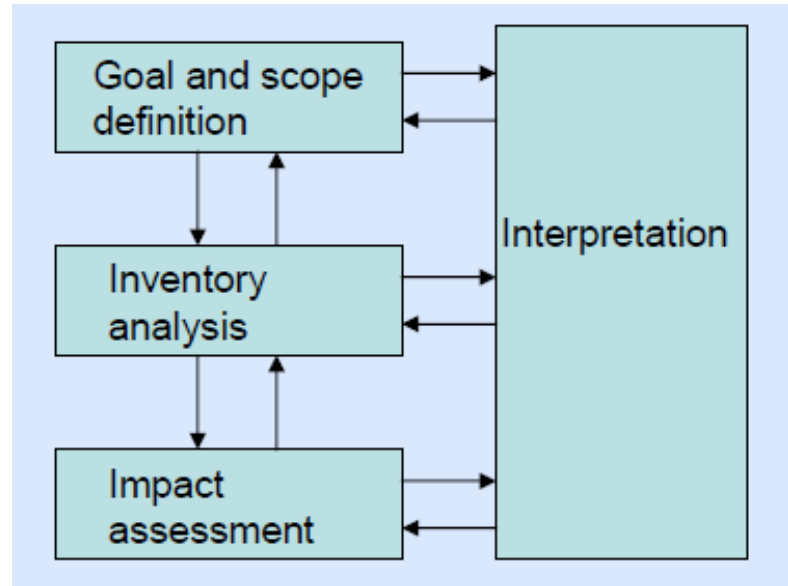 Goal and scope
definition
Interpretation
Inventory
analysis
Impact
assessment